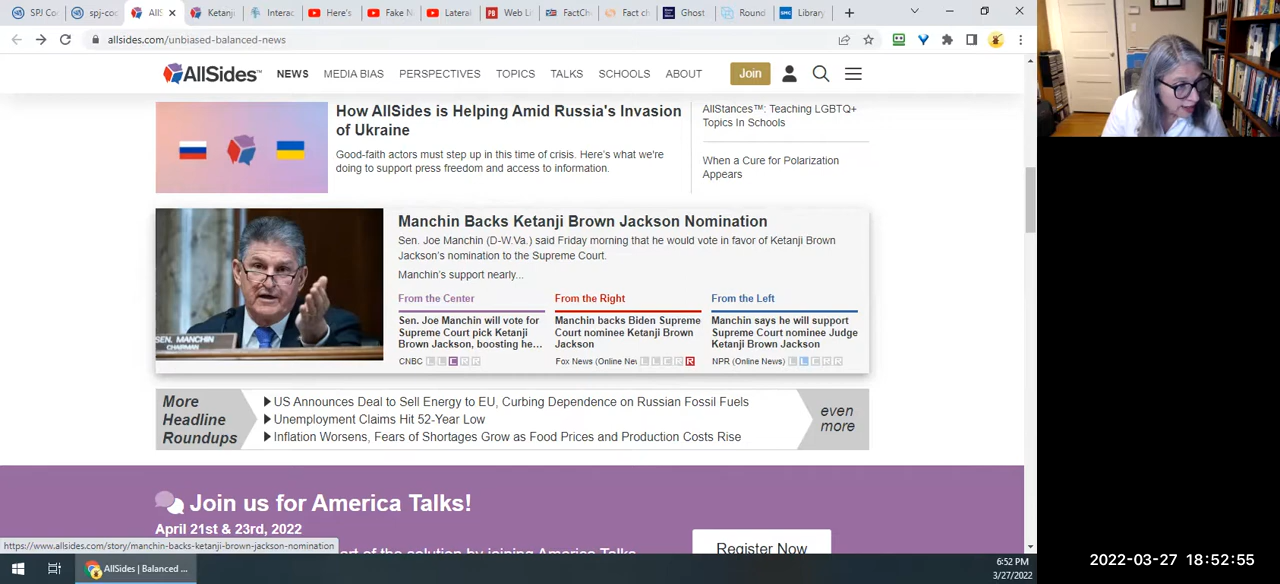 SPJ Co
spj-co
AllS
Ketanj
Interac
Here's
Fake N
Lateral
Web L
FactCh
Fact ch
Ghost
Round
Library
allsides.com/unbiased-balanced-news
AllSides™ NEWS MEDIA BIAS PERSPECTIVES TOPICS TALKS SCHOOLS ABOUT Join
How AllSides is Helping Amid Russia's Invasion
of Ukraine
Good-faith actors must step up in this time of crisis. Here's what we're
doing to support press freedom and access to information.
AllStances™: Teaching LGBTQ+
Topics In Schools
When a Cure for Polarization
Appears
SEN. MANCHIN
CHAIRMAN
Manchin Backs Ketanji Brown Jackson Nomination
Sen. Joe Manchin (D-W.Va.) said Friday morning that he would vote in favor of Ketanji Brown
Jackson's nomination to the Supreme Court.
Manchin's support nearly...
From the Center
Sen. Joe Manchin will vote for
Supreme Court pick Ketanji
Brown Jackson, boosting he...
CNBC L L C R R
From the Right
Manchin backs Biden Supreme
Court nominee Ketanji Brown
Jackson
Fox News (Online Nev L L C R R
From the Left
Manchin says he will support
Supreme Court nominee Judge
Ketanji Brown Jackson
NPR (Online News) L L C R R
More
Headline
Roundups
US Announces Deal to Sell Energy to EU, Curbing Dependence on Russian Fossil Fuels
Unemployment Claims Hit 52-Year Low
Inflation Worsens, Fears of Shortages Grow as Food Prices and Production Costs Rise
even
more
Join us for America Talks!
April 21st & 23rd, 2022
art of the solution by joining America Talks
Register Now
https://www.allsides.com/story/manchin-backs-ketanji-brown-jackson-nomination
AllSides | Balanced ...
6:52 PM
3/27/2022
2022-03-27 18:52:55